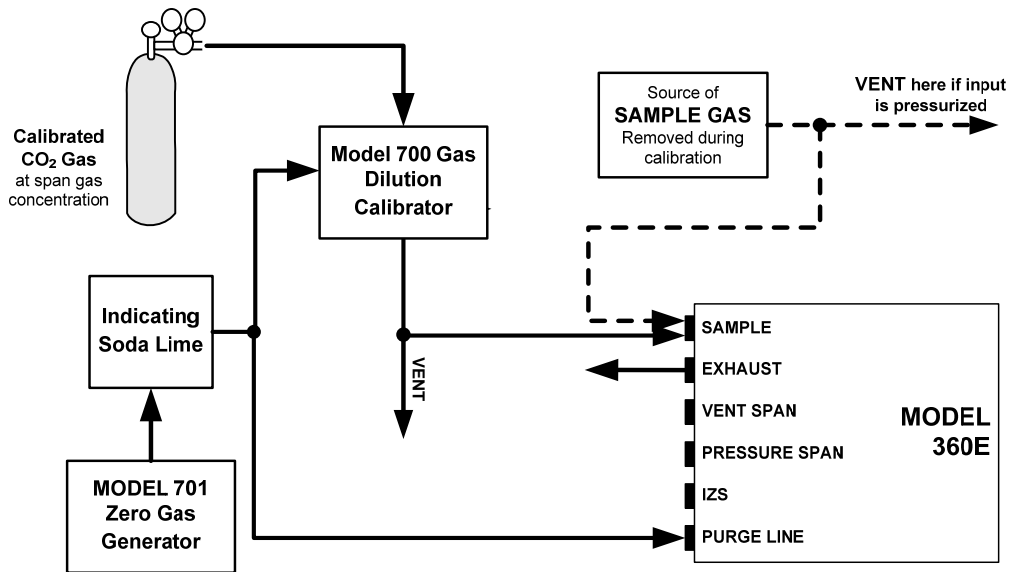 Calibrated
CO₂ Gas
at span gas
concentration
Model 700 Gas
Dilution
Calibrator
Source of
SAMPLE GAS
Removed during
calibration
VENT here if input
is pressurized
Indicating
Soda Lime
MODEL 701
Zero Gas
Generator
VENT
SAMPLE
EXHAUST
VENT SPAN
PRESSURE SPAN
IZS
PURGE LINE
MODEL
360E